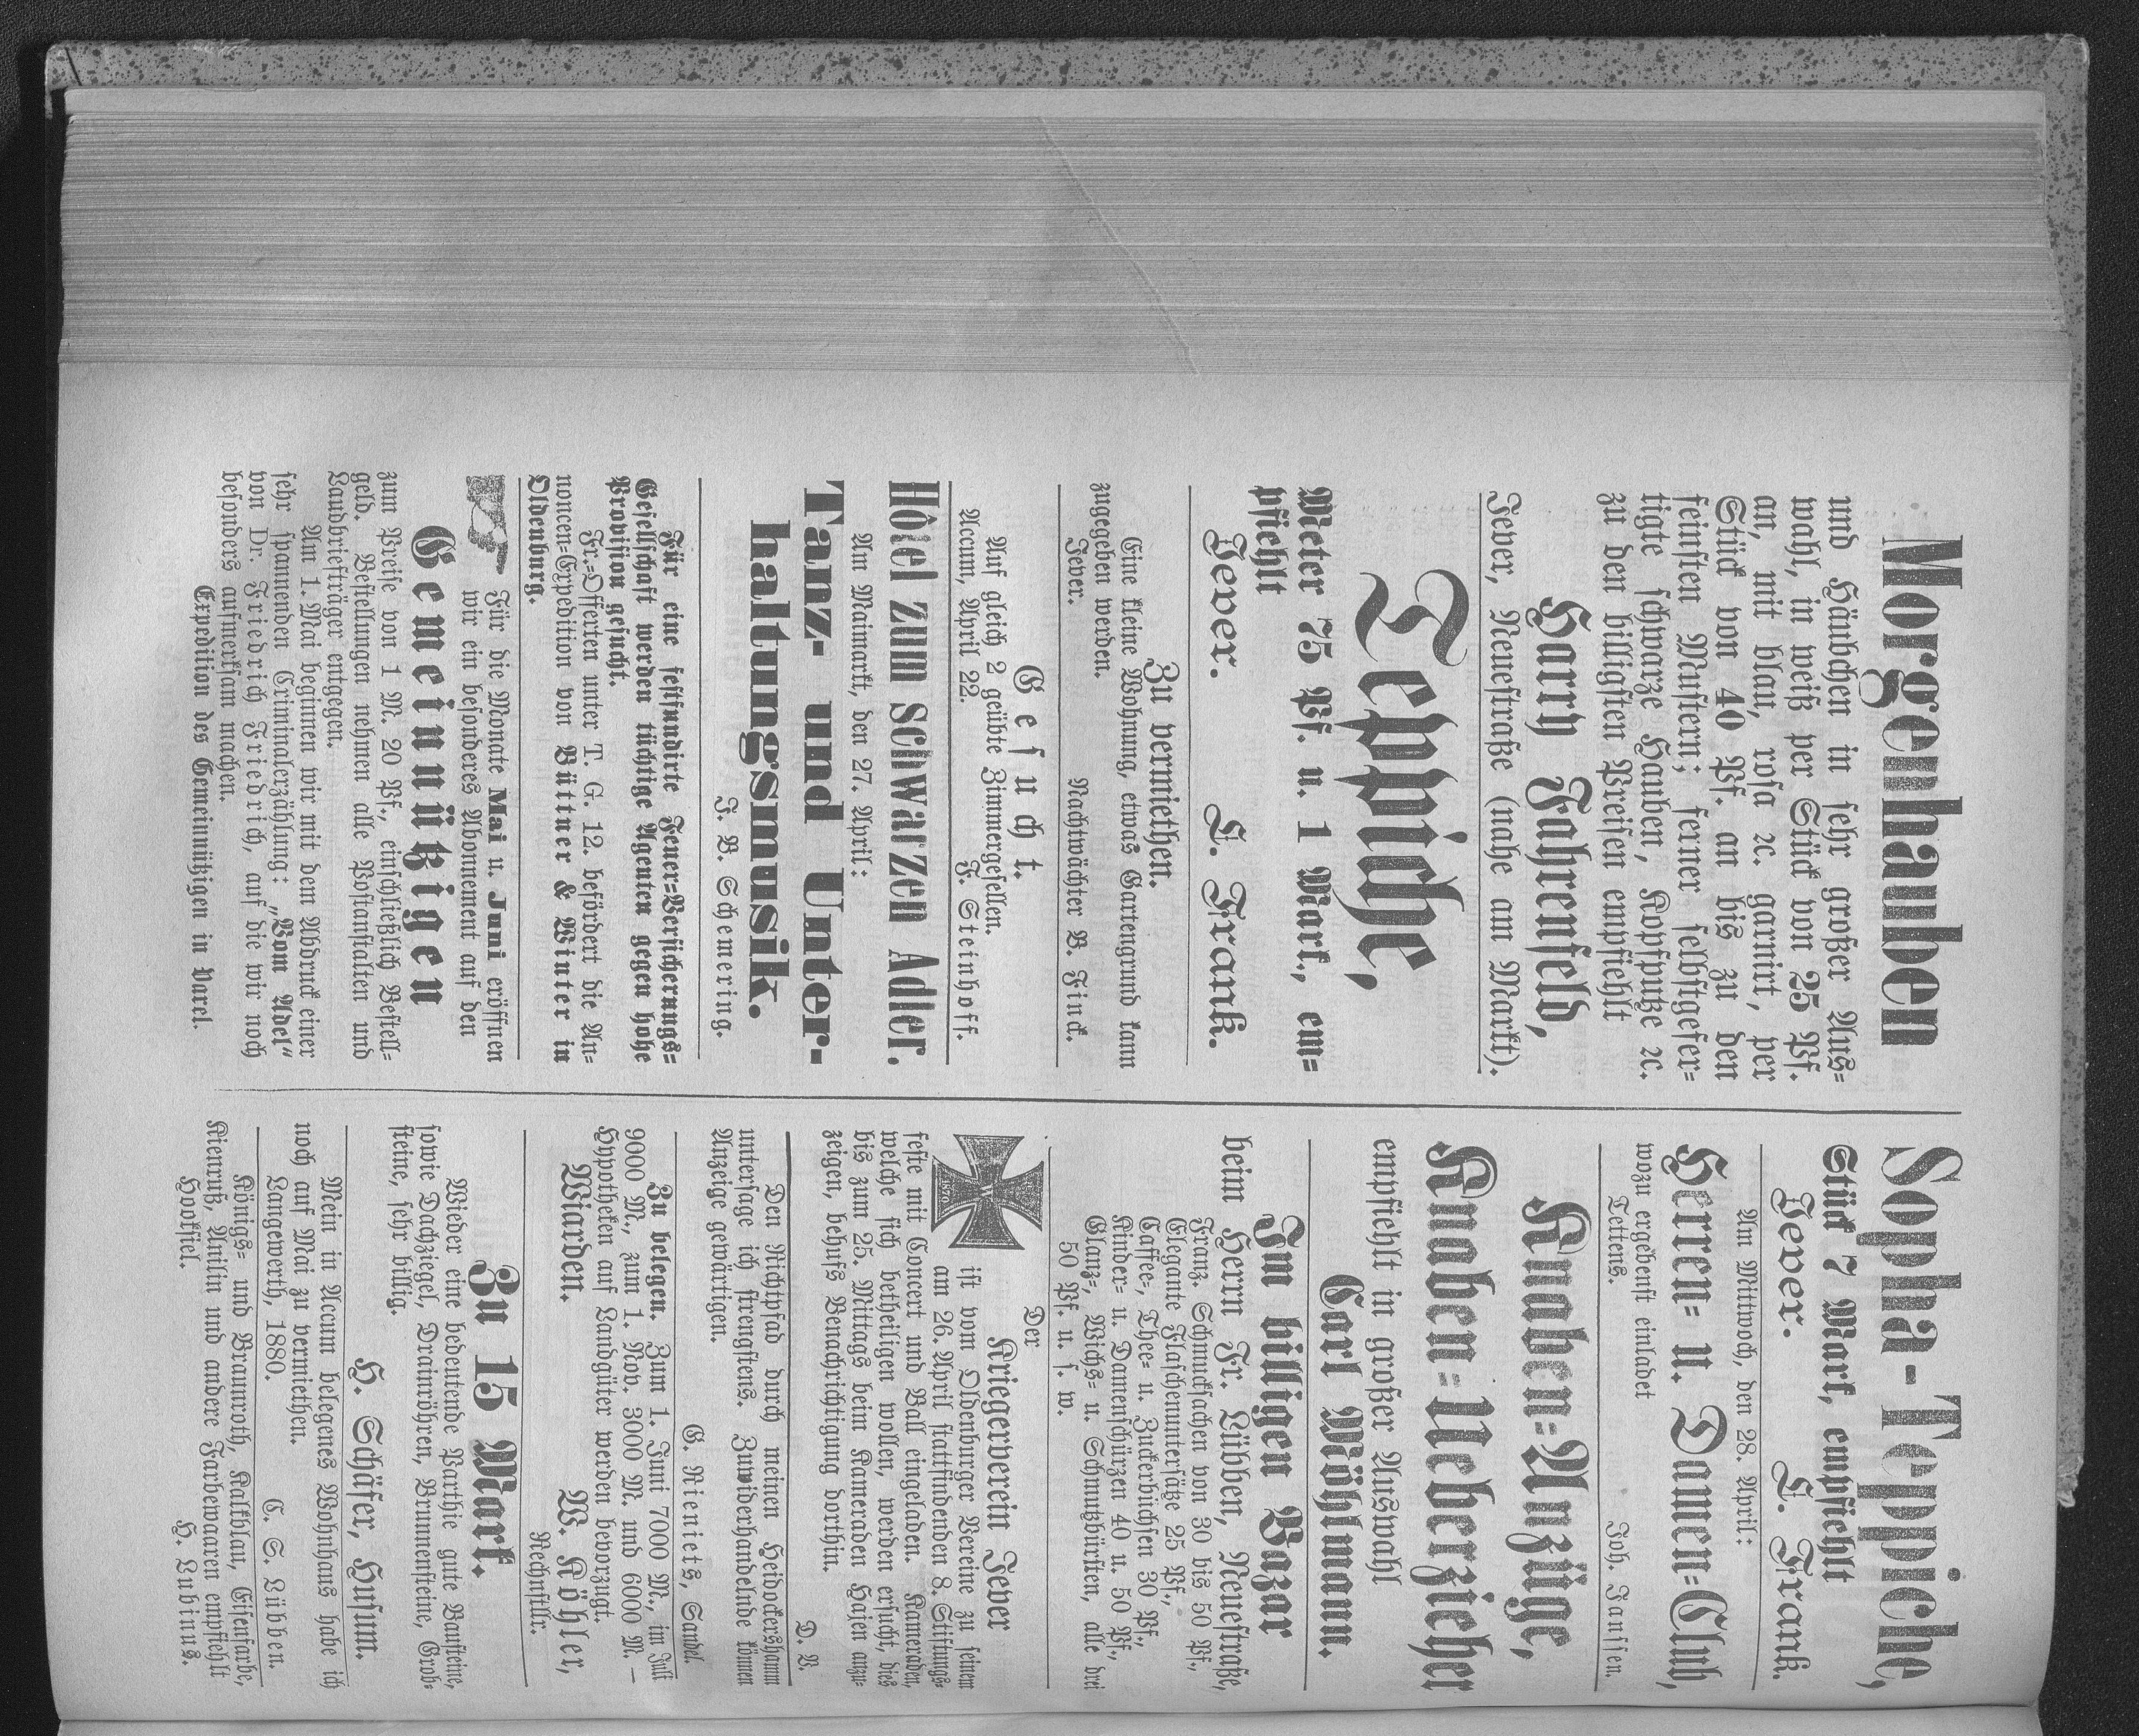 Morgenhauben
und Häubchen in sehr großer Aus-
wahl, in weiß per Stück von 25 Pf.
an, mit blau, rosa ꝛc. garnirt, per
Stück von 40 Pf. an bis zu den
feinsten Mustern; ferner selbstgefer-
tigte schwarze Hauben, Kopfputze ꝛc.
zu den billigsten Preisen empfiehlt
Harry Fahrenfeld,
Jever, Neuestraße (nahe am Markt).
Teppiche,
Meter 75 Pf. u. 1 Mark, em-
pfiehlt
Jever. L. Frank.
Zu vermiethen.
Eine kleine Wohnung, etwas Gartengrund kann
zugegeben werden.
Jever. Nachtwächter B. Finck.
Gesucht.
Auf gleich 2 geübte Zimmergesellen.
Accum, April 22. F. Steinhoff.
Hôtel zum schwarzen Adler.
Am Maimarkt, den 27. April:
Tanz- und Unter-
haltungsmusik.
J. B. Schemering.
Für eine festfundirte Feuer-Versicherungs-
Gesellschaft werden tüchtige Agenten gegen hohe
Provision gesucht.
Fr.-Offerten unter T. G. 12. befördert die An-
noncen-Expedition von Büttner & Winter in
Oldenburg.
Für die Monate Mai u. Juni eröffnen
wir ein besonderes Abonnement auf den
Gemeinnützigen
zum Preise von 1 M. 20 Pf., einschließlich Bestell-
geld. Bestellungen nehmen alle Postanstalten und
Landbriefträger entgegen.
Am 1. Mai beginnen wir mit dem Abdruck einer
sehr spannenden Criminalerzählung: „Vom Adel“
von Dr. Friedrich Friedrich, auf die wir noch
besonders aufmerksam machen.
Expedition des Gemeinnützigen in Varel.
Sopha-Teppiche,
Stück 7 Mark, empfiehlt
Jever. L. Frank.
Am Mittwoch, den 28. April:
Herren- u. Damen-Club,
wozu ergebenst einladet
Tettens. Joh. Janssen.
Knaben-Anzüge,
Knaben-Ueberzieher
empfiehlt in großer Auswahl
Carl Möhlmann.
Im billigen Bazar
beim Herrn Fr. Lübben, Neuestraße,
Franz. Schmucksachen von 30 bis 50 Pf.,
Elegante Flaschenuntersätze 25 Pf.,
Caffee-, Thee- u. Zuckerbüchsen 30 Pf.,
Kinder- u. Damenschürzen 40 u. 50 Pf.,
Glanz-, Wichs- u. Schmutzbürsten, alle drei
50 Pf. u. s. w.
W
1870
Der
Kriegerverein Jever
ist vom Oldenburger Vereine zu seinem
am 26. April stattfindenden 8. Stiftungs-
feste mit Concert und Ball eingeladen. Kameraden,
welche sich betheiligen wollen, werden ersucht, dies
bis zum 25. Mittags beim Kameraden Hajen anzu-
zeigen, behufs Benachrichtigung dorthin.
D. V.
Den Richtpfad durch meinen Heidockershamm
untersage ich strengstens. Zuwiderhandelnde können
Anzeige gewärtigen.
E. Rieniets, Sandel.
Zu belegen. Zum 1. Juni 7000 M., im Juli
9000 M., zum 1. Nov. 3000 M. und 6000 M. —
Hypotheken auf Landgüter werden bevorzugt.
Wiarden. W. Köhler,
Rechnstllr.
Zu 15 Mark.
Wieder eine bedeutende Parthie gute Bausteine,
sowie Dachziegel, Drainröhren, Brunnensteine, Grob-
steine, sehr billig.
H. Schäfer, Husum.
Mein in Accum belegenes Wohnhaus habe ich
noch auf Mai zu vermiethen.
Langewerth, 1880. C. S. Lübben.
Königs- und Braunroth, Kalkblau, Eisenfarbe,
Kienruß, Anilin und andere Farbewaaren empfiehlt
Hooksiel. H. Lubinus.